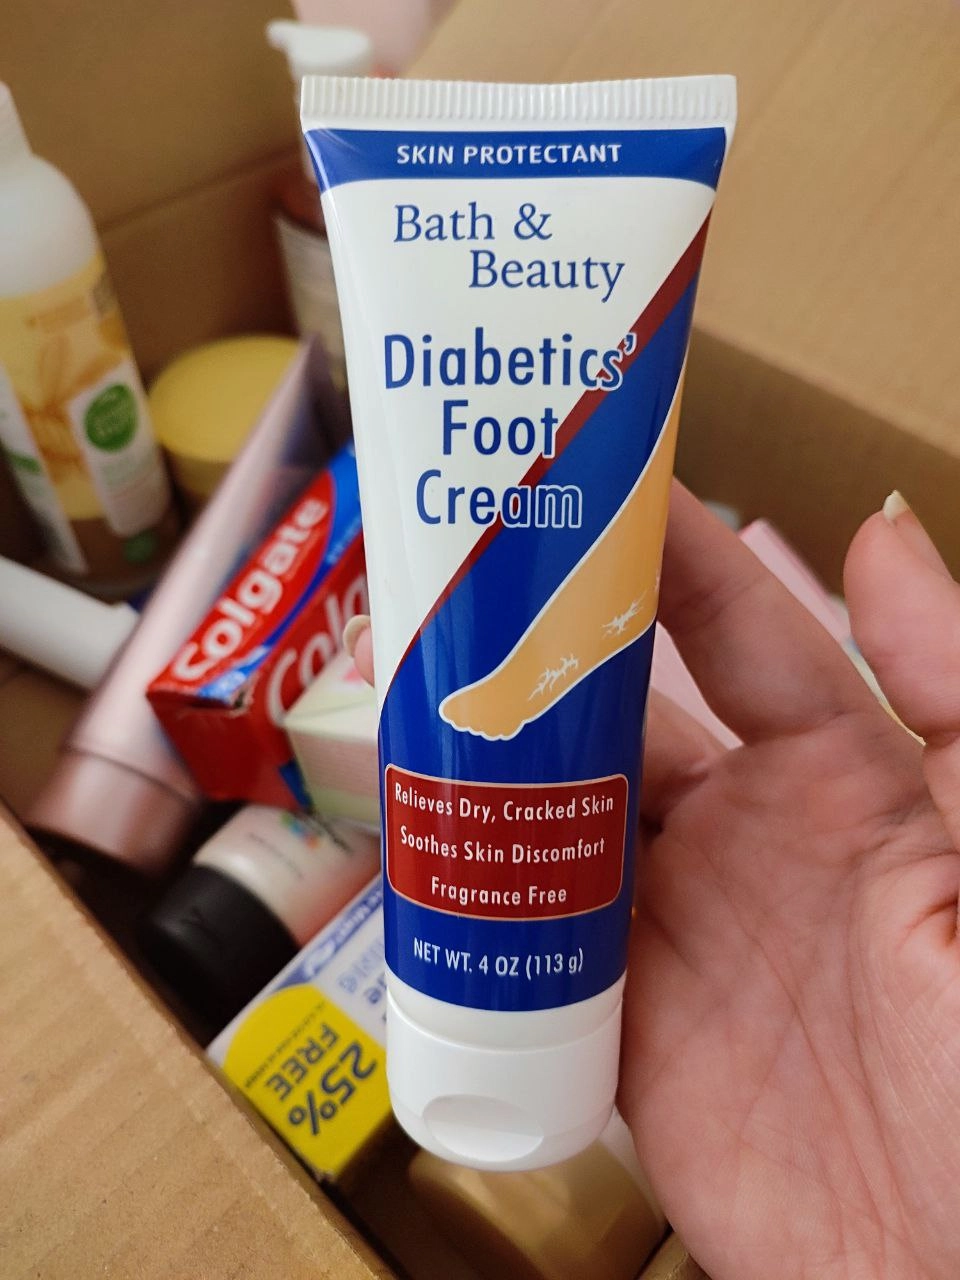 SKIN PROTECTANT
Bath &
Beauty
Diabetics'
Foot
Cream
Relieves Dry, Cracked Skin
Soothes Skin Discomfort
Fragrance Free
NET WT. 4 OZ (113 g)
Colgate
Colga
25%
FREE